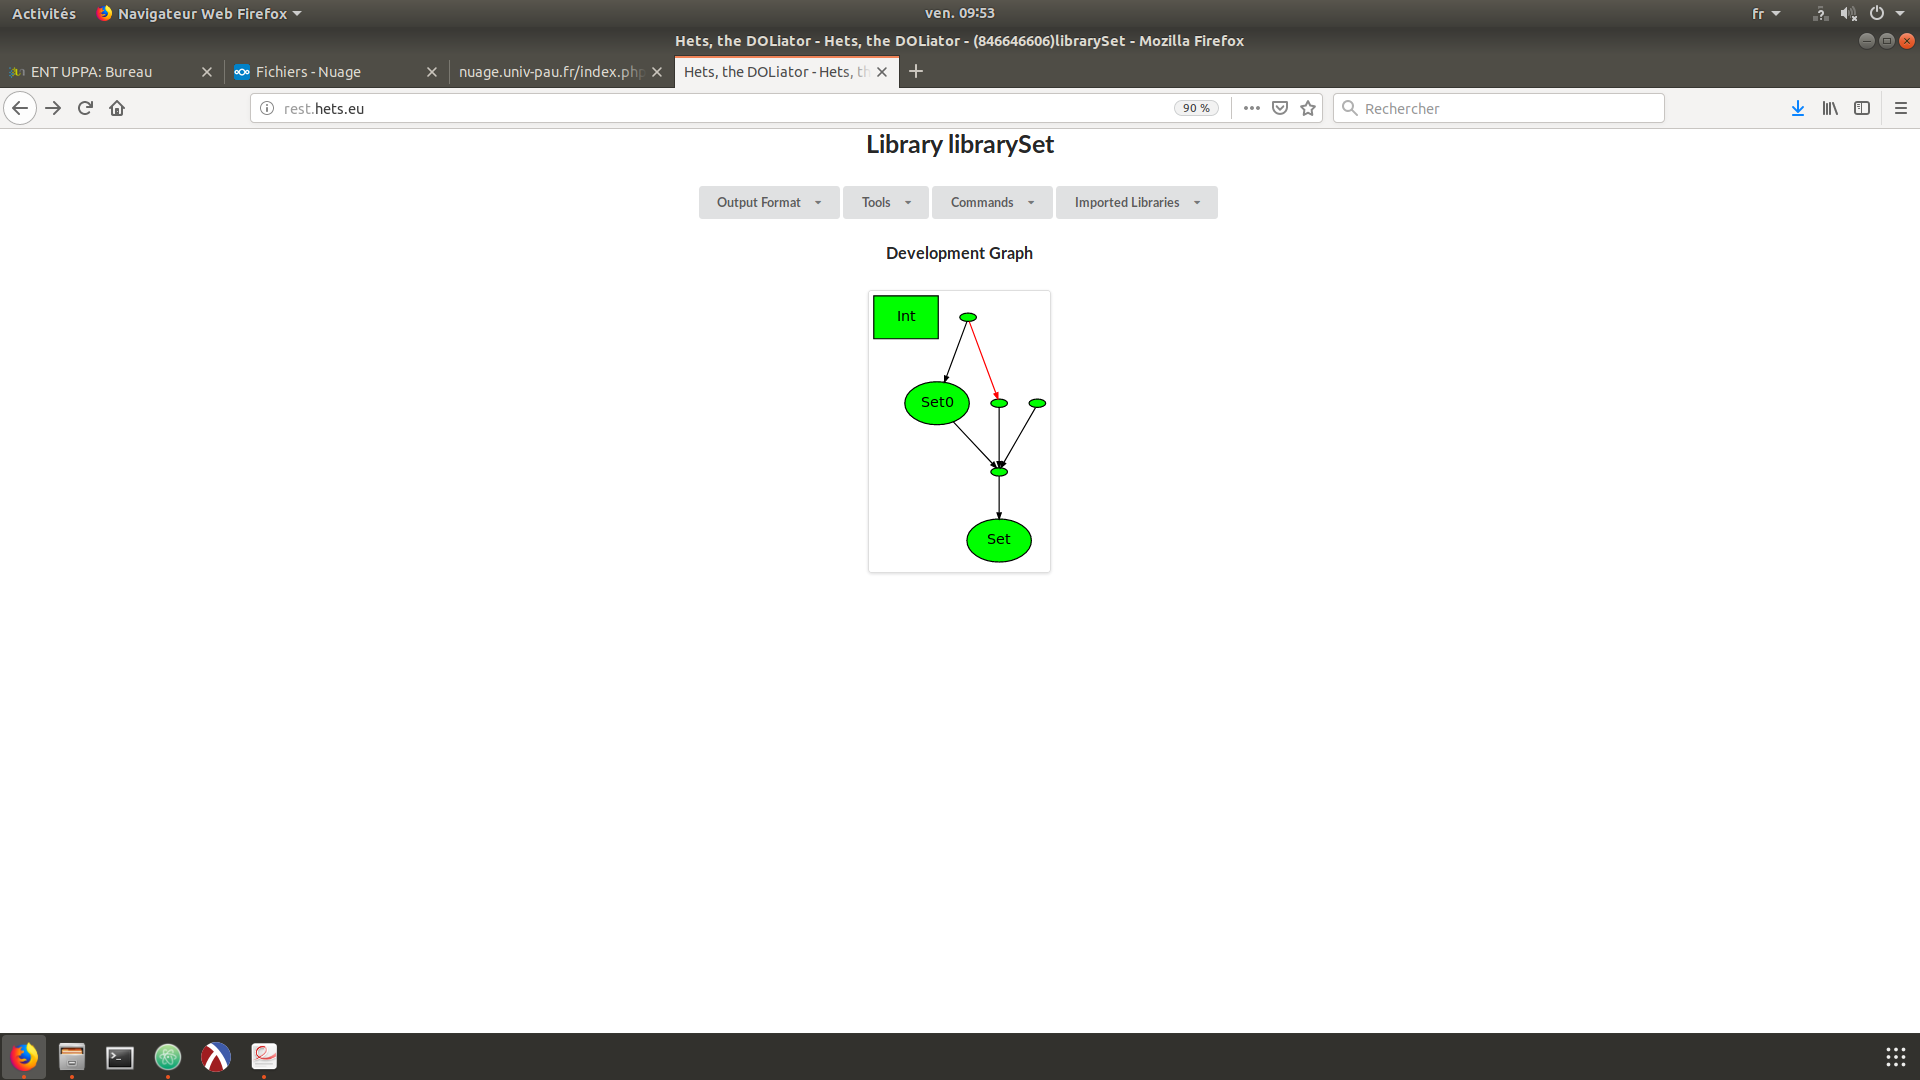 Activités Navigateur Web Firefox ven. 09:53 fr
Hets, the DOLiator - Hets, the DOLiator - (846646606)librarySet - Mozilla Firefox
ENT UPPA: Bureau Fichiers - Nuage nuage.univ-pau.fr/index.php Hets, the DOLiator - Hets, th
rest.hets.eu 90 % Rechercher
Library librarySet
Output Format Tools Commands Imported Libraries
Development Graph
Int
Set0
Set